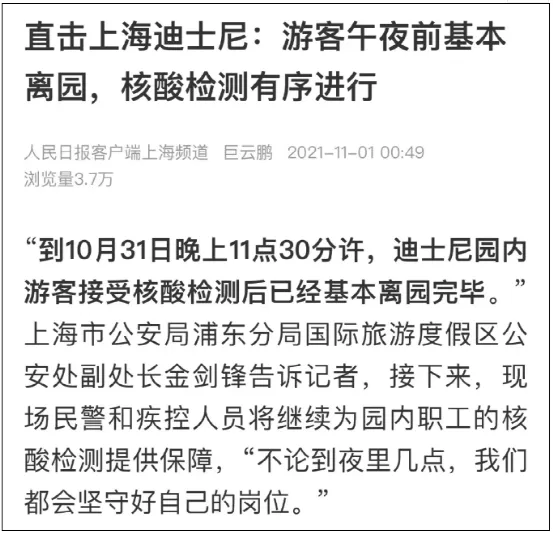 直击上海迪士尼：游客午夜前基本
离园，核酸检测有序进行
人民日报客户端上海频道 巨云鹏 2021-11-01 00:49
浏览量3.7万
“到10月31日晚上11点30分许，迪士尼园内
游客接受核酸检测后已经基本离园完毕。”
上海市公安局浦东分局国际旅游度假区公
安处副处长金剑锋告诉记者，接下来，现
场民警和疾控人员将继续为园内职工的核
酸检测提供保障，“不论到夜里几点，我们
都会坚守好自己的岗位。”